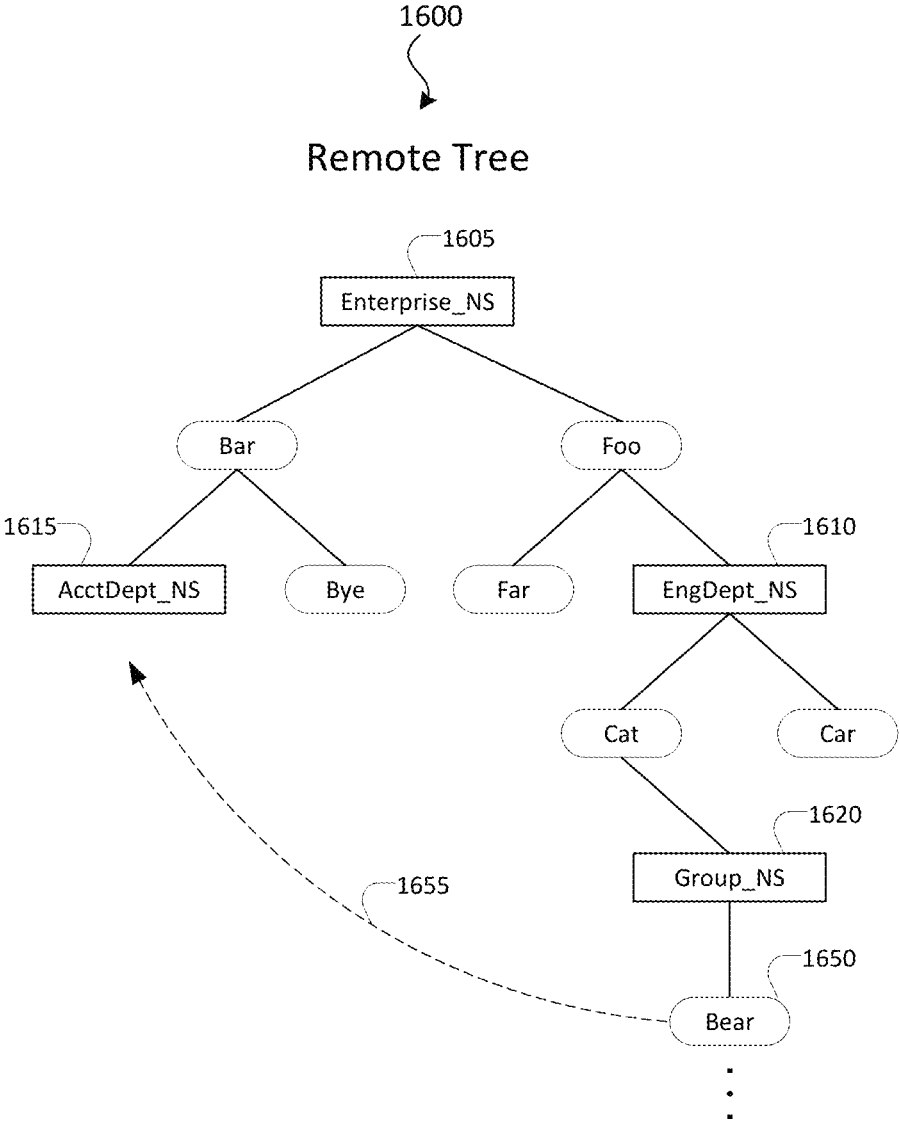 1600
Remote Tree
1605
Enterprise_NS
Bar
Foo
1615
1610
AcctDept_NS
Bye
Far
EngDept_NS
Cat
Car
1620
Group_NS
1655
1650
Bear